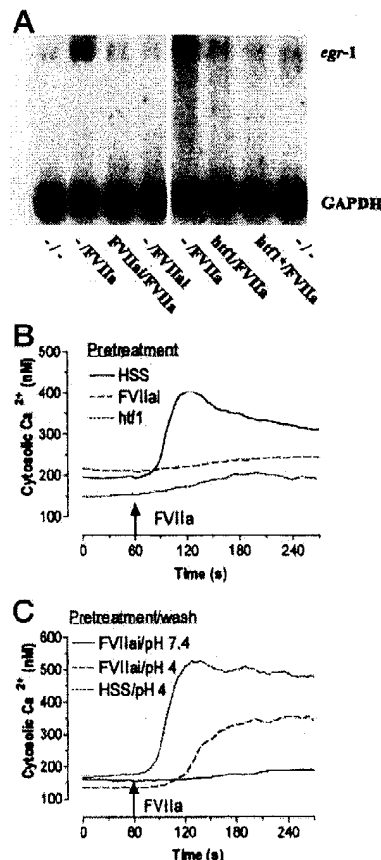 A
egr-1
GAPDH
-/-
-/FVIIa
FVIIai/FVIIa
-/FVIIai
-/FVIIa
htf1/FVIIa
htf1*/FVIIa
-/-
B
Pretreatment
HSS
FVIIai
htf1
Cytosolic Ca 2+ (nM)
500
400
300
200
100
FVIIa
0 60 120 180 240
Time (s)
C
Pretreatment/wash
FVIIai/pH 7.4
FVIIai/pH 4
HSS/pH 4
Cytosolic Ca 2+ (nM)
600
500
400
300
200
100
FVIIa
0 60 120 180 240
Time (s)